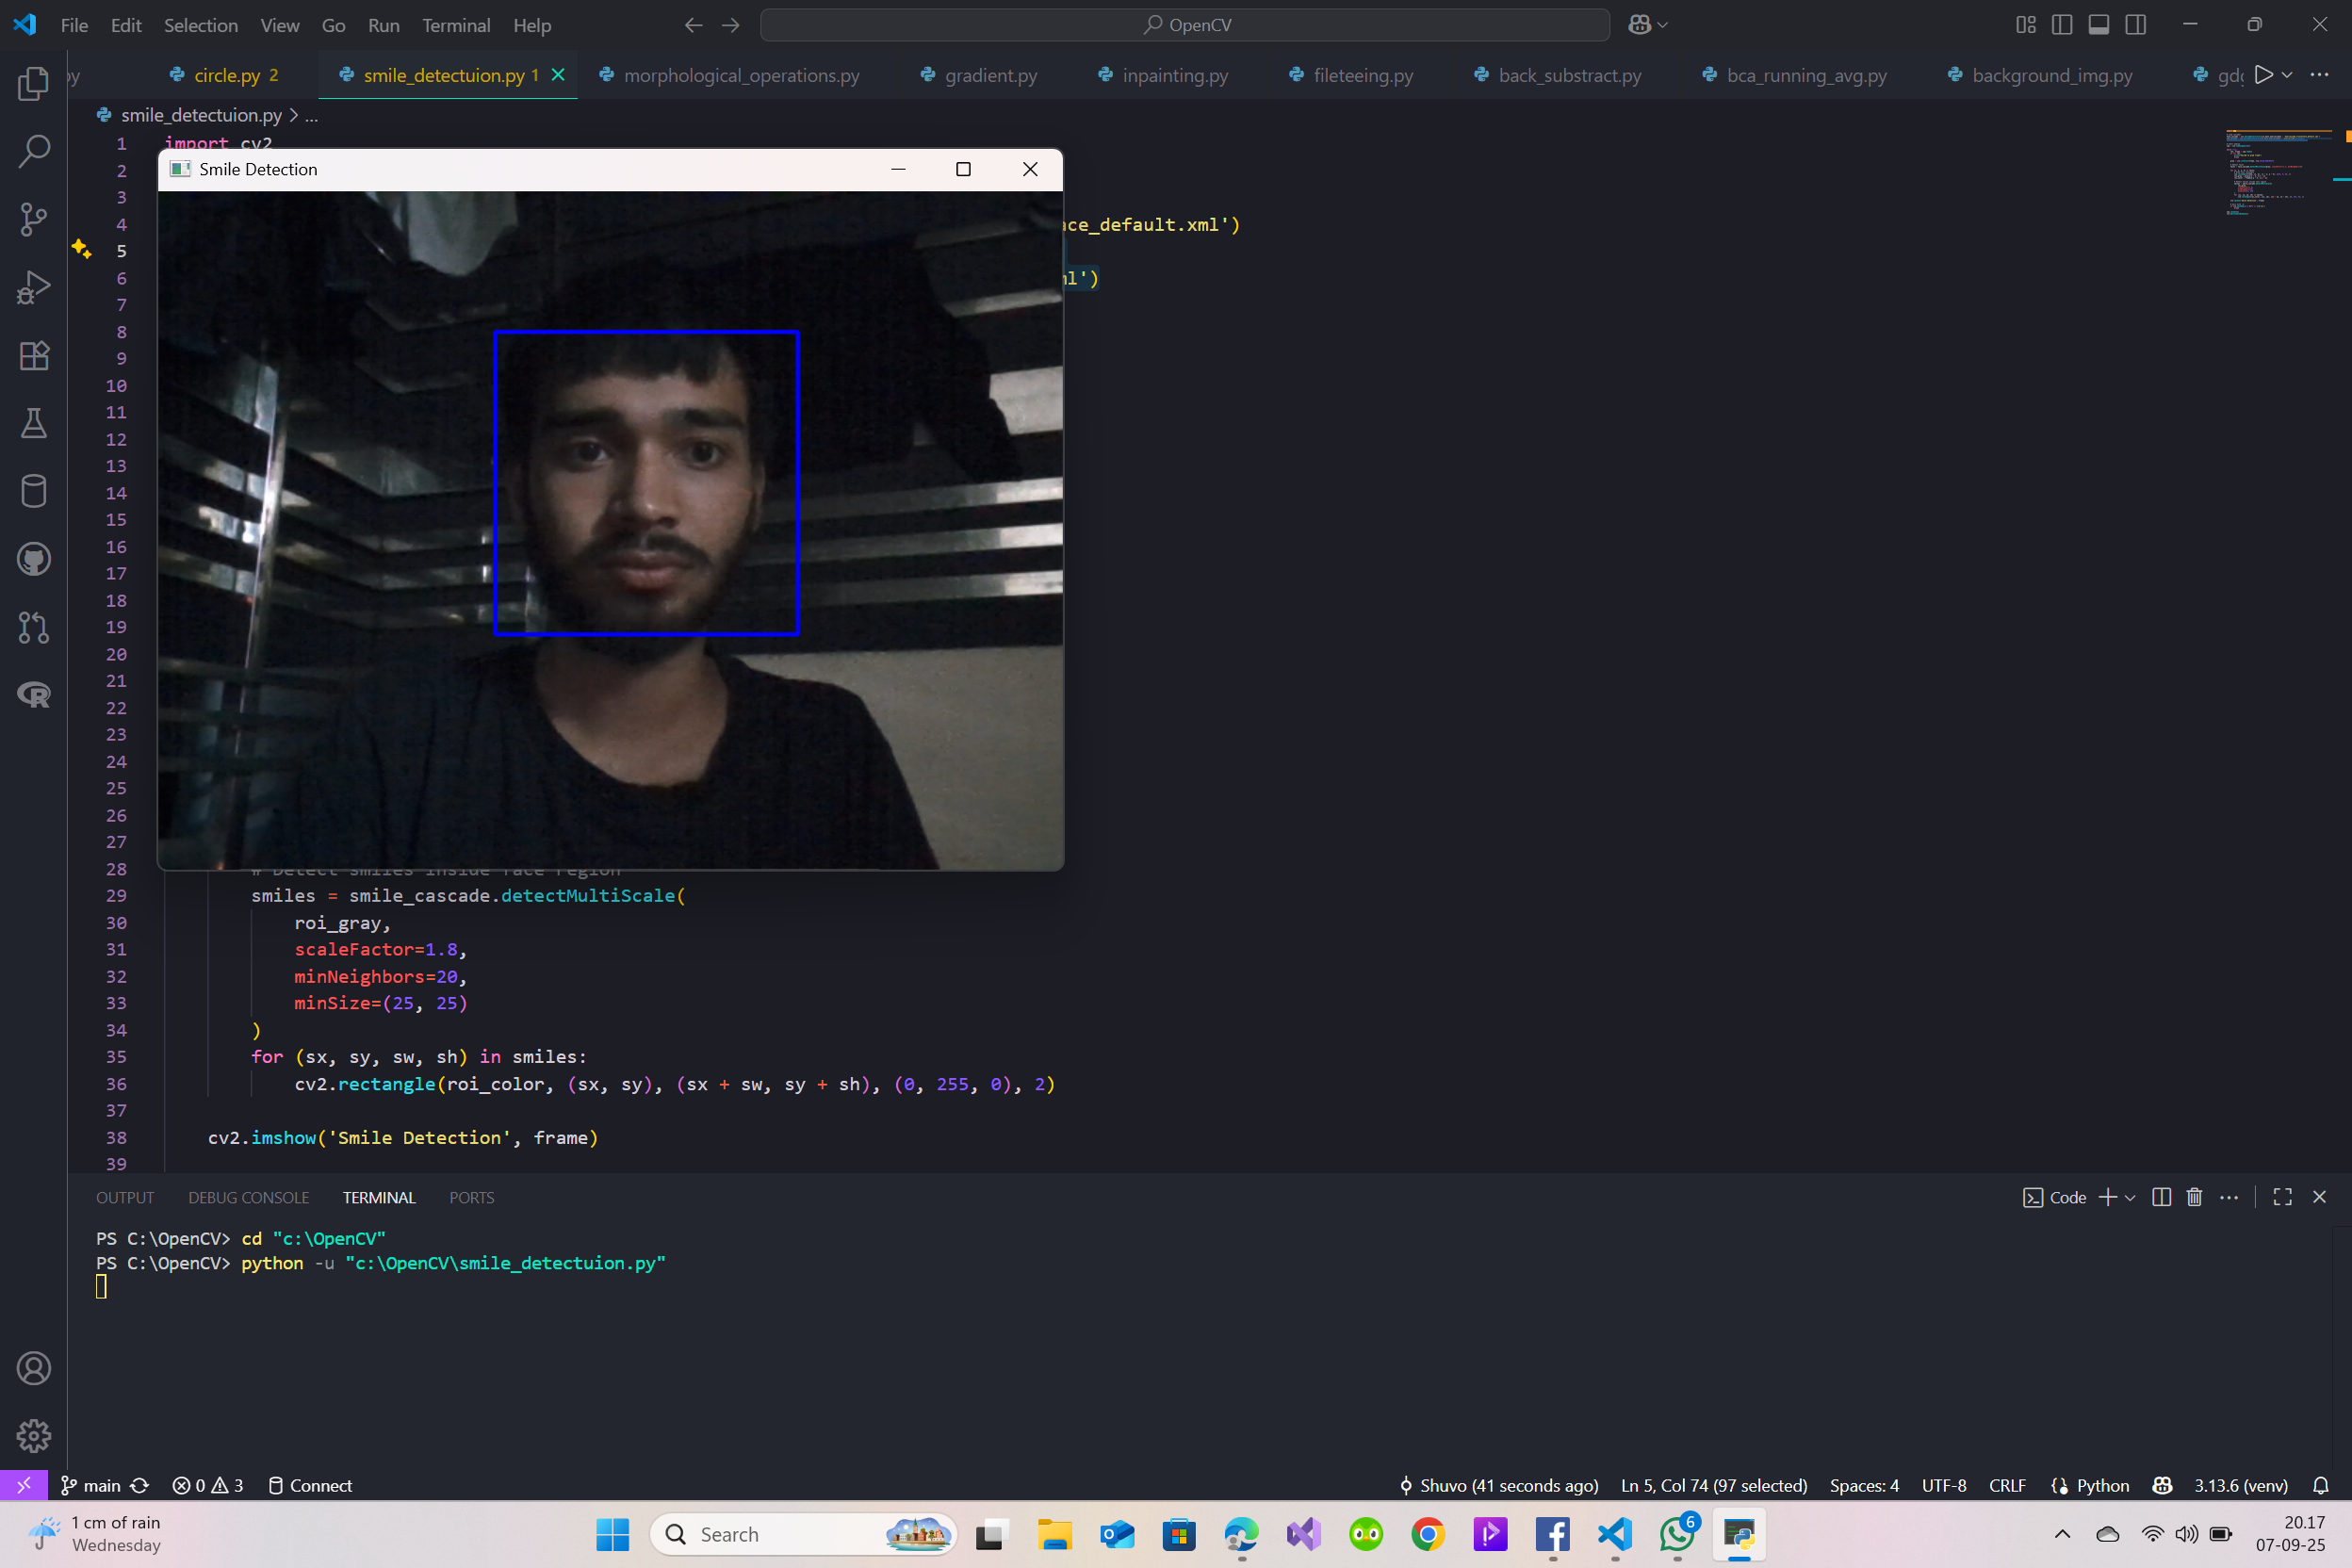 File Edit Selection View Go Run Terminal Help
OpenCV
py circle.py 2 smile_detectuion.py 1 morphological_operations.py gradient.py inpainting.py fileteeing.py back_substract.py bca_running_avg.py background_img.py
smile_detectuion.py > ...
Smile Detection
1 import cv2
2
3
4 ace_default.xml')
5
6 ml')
7
8
9
10
11
12
13
14
15
16
17
18
19
20
21
22
23
24
25
26
27
28 # Detect smiles inside face region
29 smiles = smile_cascade.detectMultiScale(
30 roi_gray,
31 scaleFactor=1.8,
32 minNeighbors=20,
33 minSize=(25, 25)
34 )
35 for (sx, sy, sw, sh) in smiles:
36 cv2.rectangle(roi_color, (sx, sy), (sx + sw, sy + sh), (0, 255, 0), 2)
37
38 cv2.imshow('Smile Detection', frame)
39
OUTPUT DEBUG CONSOLE TERMINAL PORTS
Code
PS C:\OpenCV> cd "c:\OpenCV"
PS C:\OpenCV> python -u "c:\OpenCV\smile_detectuion.py"
main 0 3 Connect
Shuvo (41 seconds ago) Ln 5, Col 74 (97 selected) Spaces: 4 UTF-8 CRLF Python 3.13.6 (venv)
1 cm of rain
Wednesday
Search
6
20.17
07-09-25